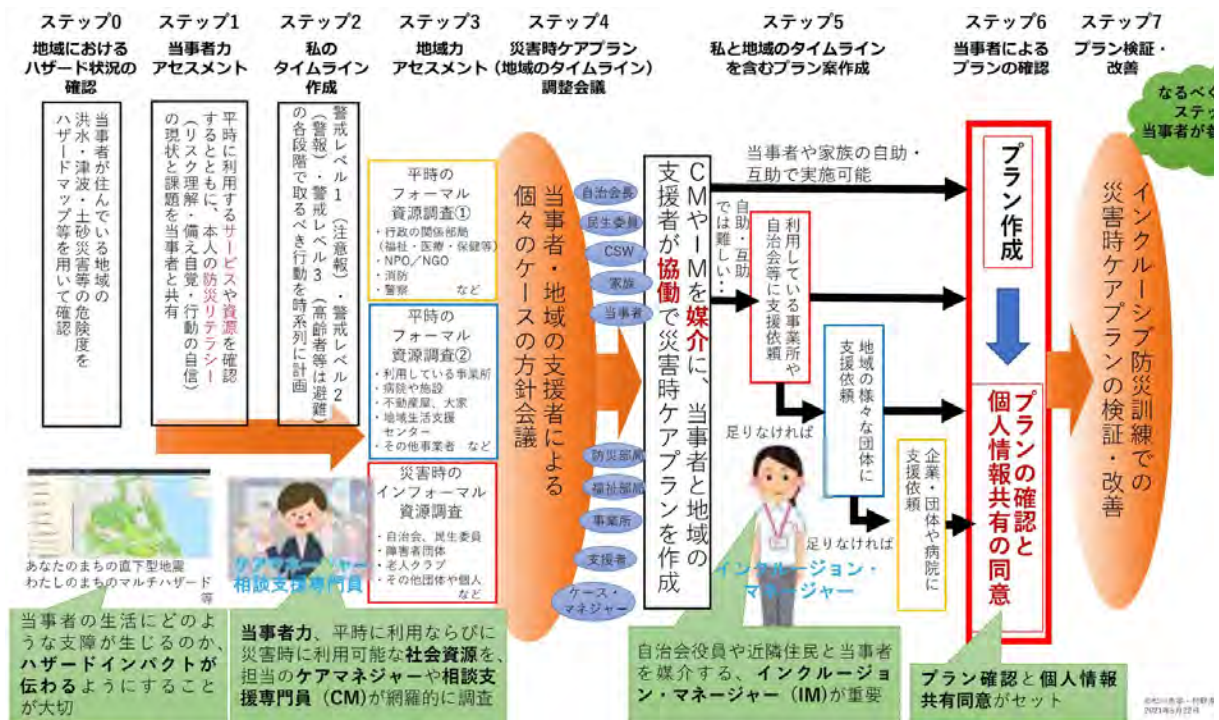 ステップ0
地域における
ハザード状況の
確認
ステップ1
当事者力
アセスメント
ステップ2
私の
タイムライン
作成
ステップ3
地域力
アセスメント
ステップ4
災害時ケアプラン
(地域のタイムライン)
調整会議
ステップ5
私と地域のタイムライン
を含むプラン案作成
ステップ6
当事者による
プランの確認
ステップ7
プラン検証・
改善
当事者が住んでいる地域の
洪水・津波・土砂災害等の危険度を
ハザードマップ等を用いて確認
平時に利用するサービスや資源を確認
するとともに、本人の防災リテラシー
(リスク理解・備え自覚・行動の自信)
の現状と課題を当事者と共有
警戒レベル1(注意報)・警戒レベル2
(警報)・警戒レベル3(高齢者等は避難)
の各段階で取るべき行動を時系列に計画
平時の
フォーマル
資源調査①
・行政の関係部局
(福祉・医療・保健等)
・NPO/NGO
・消防
・警察 など
平時の
フォーマル
資源調査②
・利用している事業所
・病院や施設
・不動産屋、大家
・地域生活支援
センター
・その他事業者 など
災害時の
インフォーマル
資源調査
・自治会、民生委員
・障害者団体
・老人クラブ
・その他団体や個人
など
当事者・地域の支援者による
個々のケースの方針会議
自治会長
民生委員
CSW
家族
当事者
防災部局
福祉部局
事業所
支援者
ケース・
マネジャー
CMやIMを媒介に、当事者と地域の
支援者が協働で災害時ケアプランを作成
当事者や家族の自助・
互助で実施可能
自助・互助
では難しい…
利用している事業所や
自治会等に支援依頼
足りなければ
地域の様々な団体に
支援依頼
足りなければ
企業・団体や病院に
支援依頼
プラン作成
プランの確認と
個人情報共有の同意
インクルーシブ防災訓練での
災害時ケアプランの検証・改善
なるべく
ステッ
当事者が
あなたのまちの直下型地震
わたしのまちのマルチハザード
等
ケアマネージャー
相談支援専門員
インクルージョン・
マネージャー
当事者の生活にどの
ような支障が生じるのか、
ハザードインパクトが
伝わるようにすること
が大切
当事者力、平時に利用ならびに
災害時に利用可能な社会資源を、
担当のケアマネジャーや相談支
援専門員(CM)が網羅的に調査
自治会役員や近隣住民と当事者
を媒介する、インクルージョ
ン・マネージャー(IM)が重要
プラン確認と個人情報
共有同意がセット
2021年5月22日